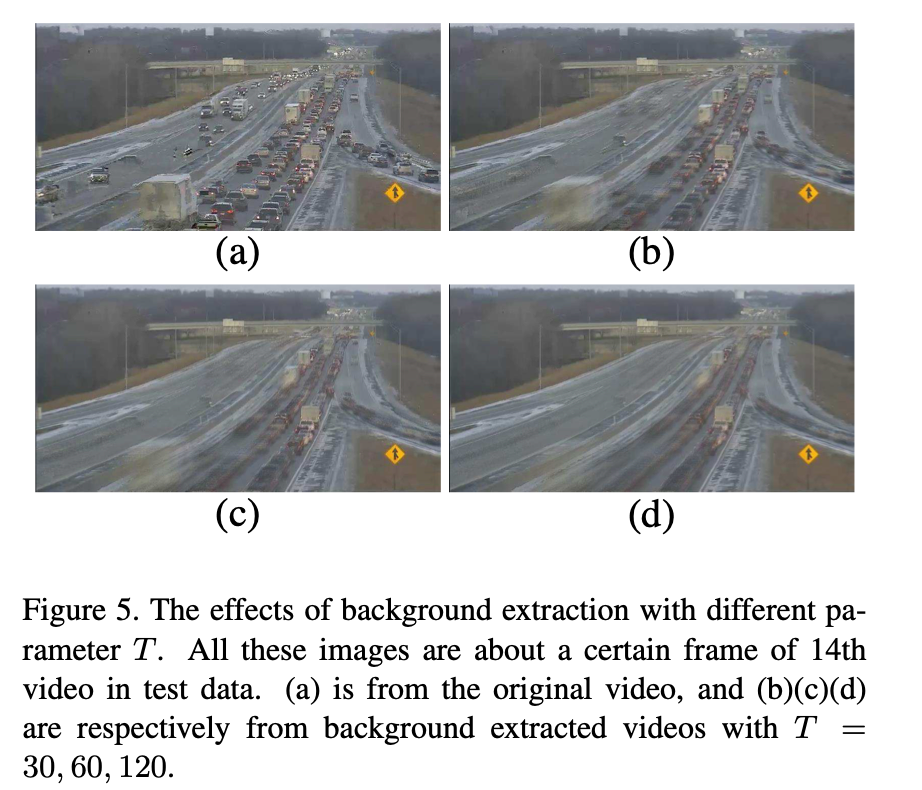 (a)
(b)
(c)
(d)
Figure 5. The effects of background extraction with different pa-
rameter T. All these images are about a certain frame of 14th
video in test data. (a) is from the original video, and (b)(c)(d)
are respectively from background extracted videos with T =
30, 60, 120.